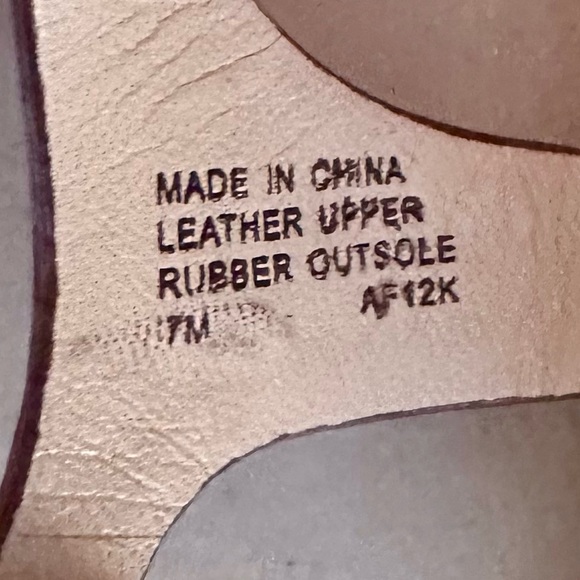 MADE IN CHINA
LEATHER UPPER
RUBBER OUTSOLE
7M AF12K